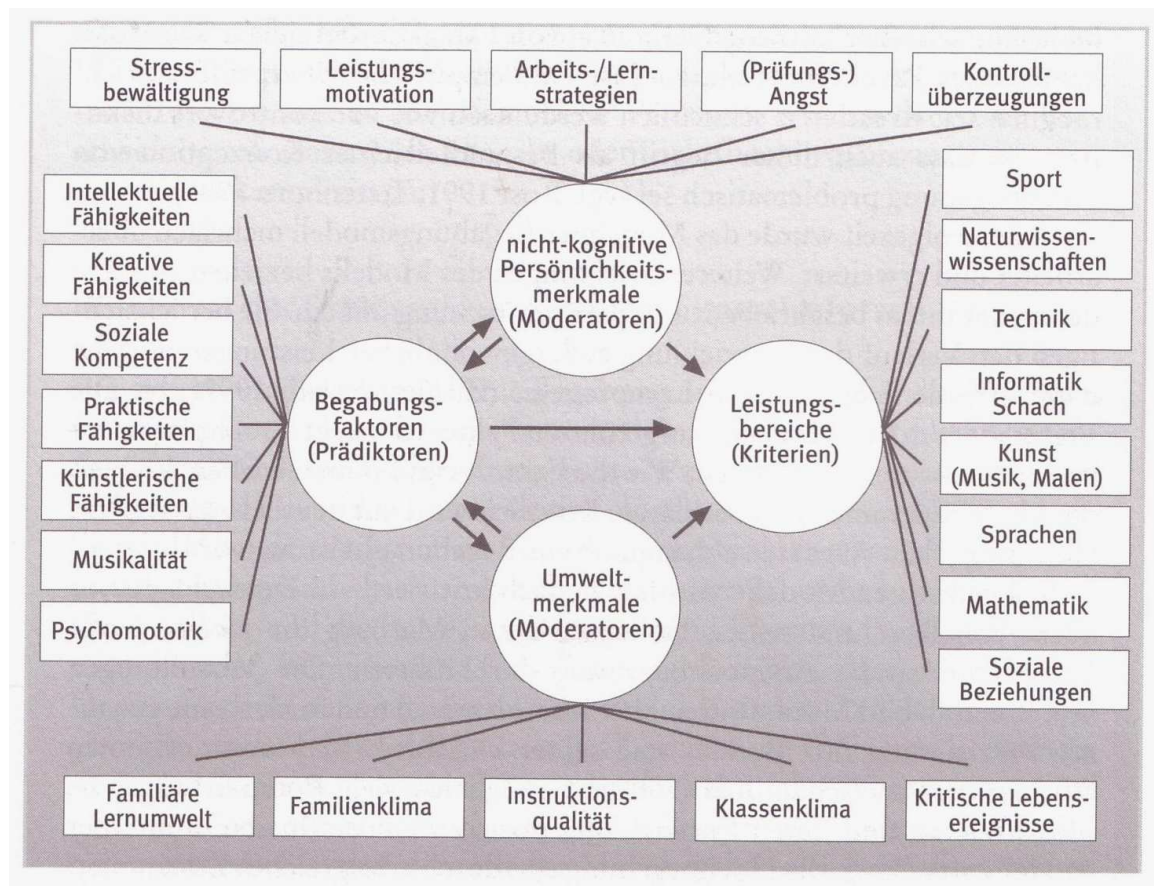 Stress-
bewältigung
Leistungs-
motivation
Arbeits-/Lern-
strategien
(Prüfungs-)
Angst
Kontroll-
überzeugungen
Intellektuelle
Fähigkeiten
Kreative
Fähigkeiten
Soziale
Kompetenz
Praktische
Fähigkeiten
Künstlerische
Fähigkeiten
Musikalität
Psychomotorik
nicht-kognitive
Persönlichkeits-
merkmale
(Moderatoren)
Begabungs-
faktoren
(Prädiktoren)
Leistungs-
bereiche
(Kriterien)
Umwelt-
merkmale
(Moderatoren)
Sport
Naturwissen-
wissenschaften
Technik
Informatik
Schach
Kunst
(Musik, Malen)
Sprachen
Mathematik
Soziale
Beziehungen
Familiäre
Lernumwelt
Familienklima
Instruktions-
qualität
Klassenklima
Kritische Lebens-
ereignisse